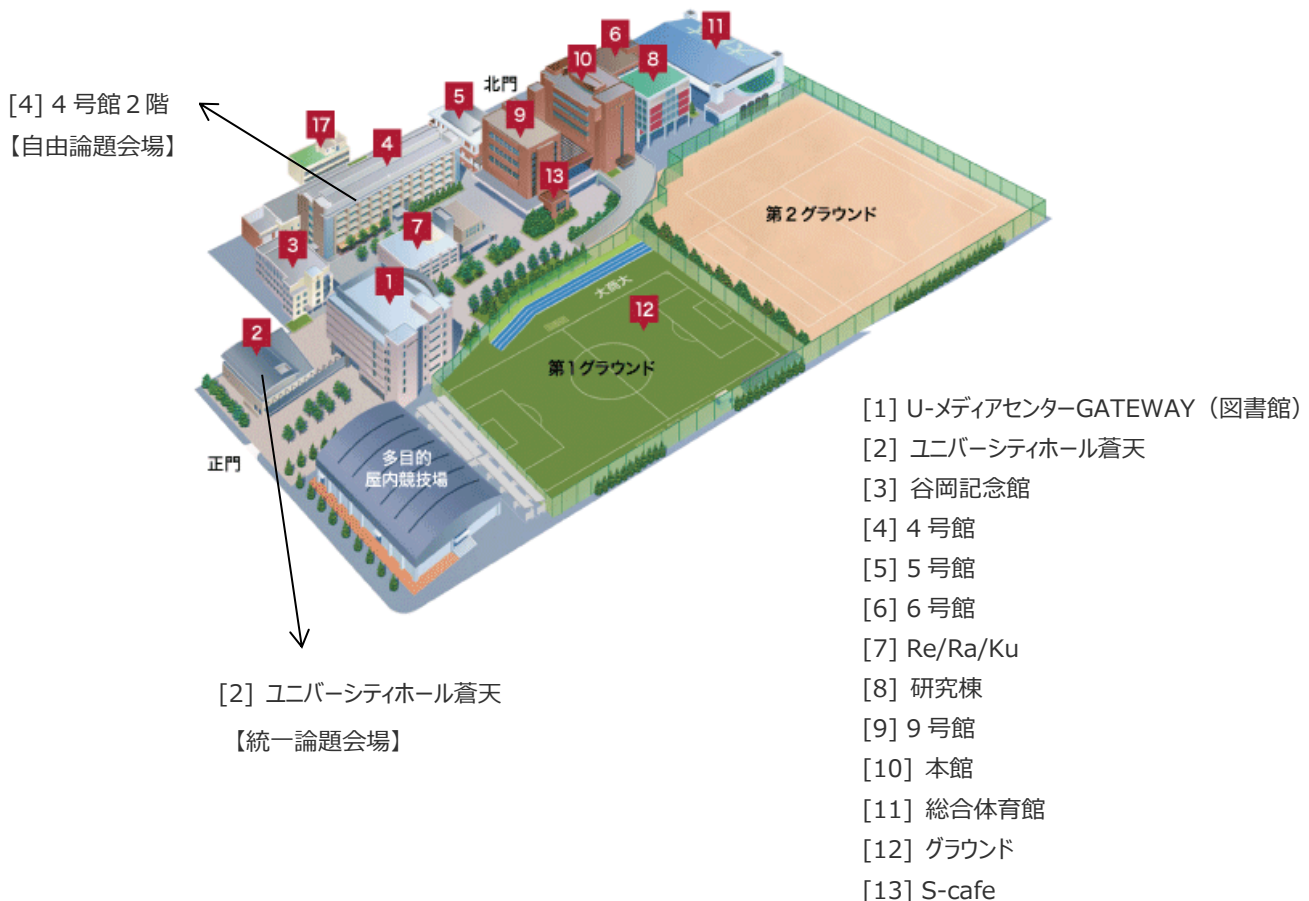 6
11
10
8
北門
[4] 4 号館 2 階
【自由論題会場】
5
9
17
4
13
第2グラウンド
7
3
1
大商大
12
2
第1グラウンド
多目的
屋内競技場
正門
[2] ユニバーシティホール蒼天
【統一論題会場】
[1] U-メディアセンターGATEWAY（図書館）
[2] ユニバーシティホール蒼天
[3] 谷岡記念館
[4] 4 号館
[5] 5 号館
[6] 6 号館
[7] Re/Ra/Ku
[8] 研究棟
[9] 9 号館
[10] 本館
[11] 総合体育館
[12] グラウンド
[13] S-cafe